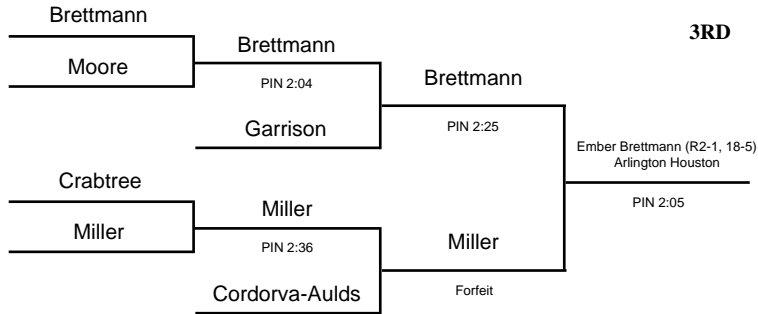 Brettmann
3RD
Brettmann
Moore
PIN 2:04
Brettmann
Garrison
PIN 2:25
Ember Brettmann (R2-1, 18-5)
Arlington Houston
PIN 2:05
Crabtree
Miller
Miller
PIN 2:36
Miller
Cordorva-Aulds
Forfeit